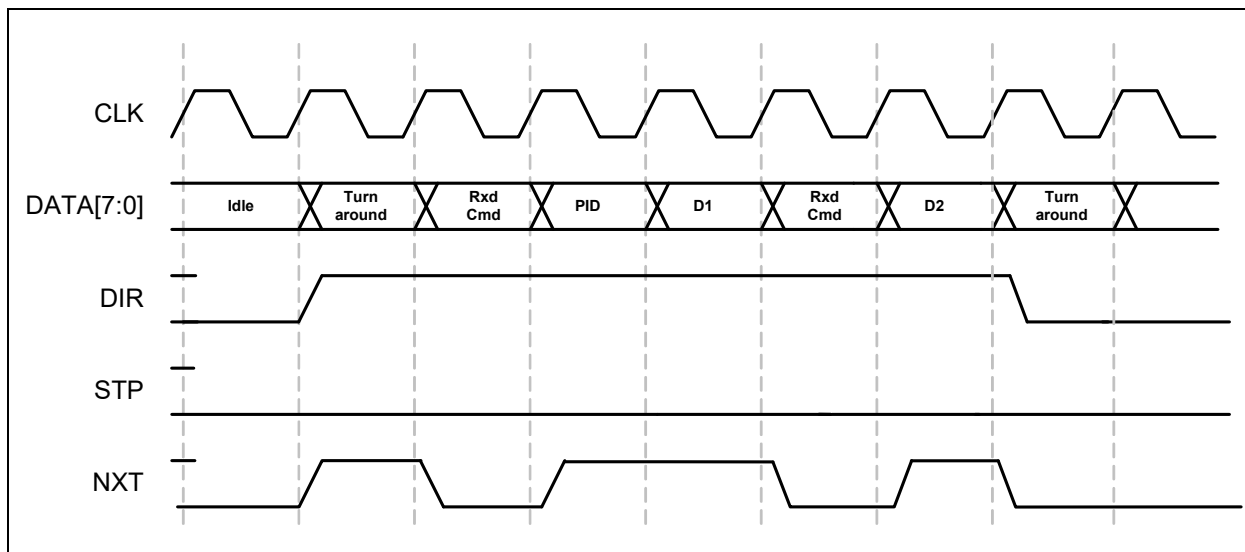 CLK
DATA[7:0]
Idle
Turn
around
Rxd
Cmd
PID
D1
Rxd
Cmd
D2
Turn
around
DIR
STP
NXT